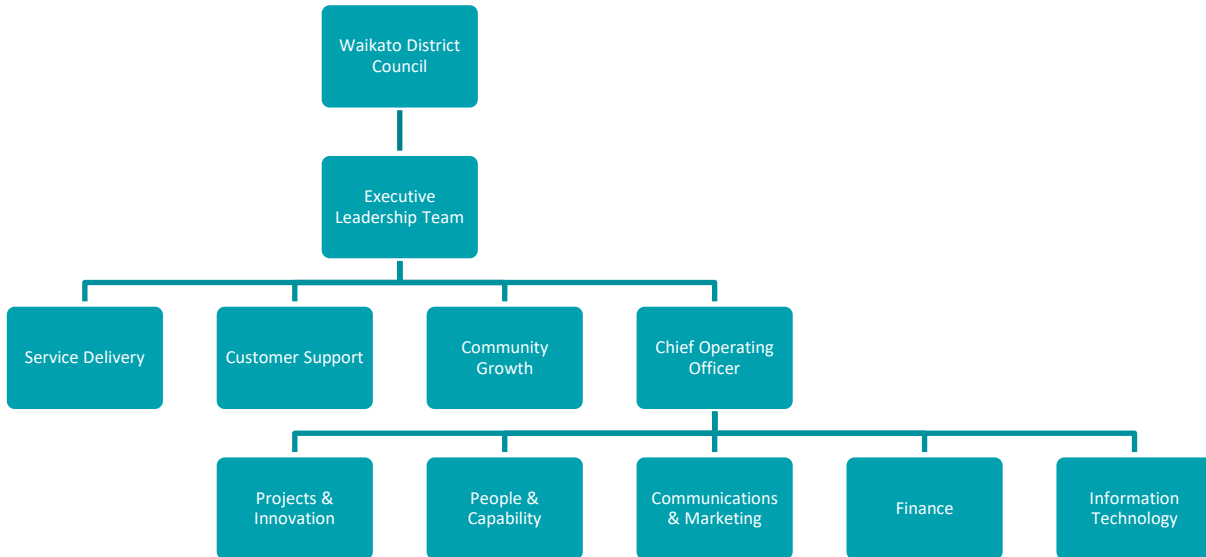 Waikato District
Council
Executive
Leadership Team
Service Delivery
Customer Support
Community
Growth
Chief Operating
Officer
Projects &
Innovation
People &
Capability
Communications
& Marketing
Finance
Information
Technology